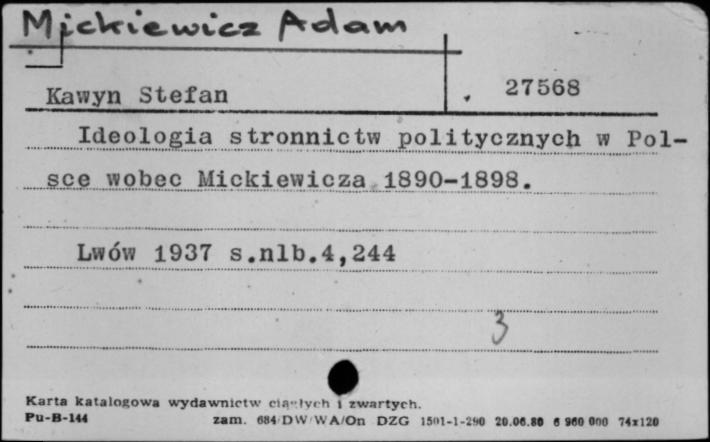 Mickiewicz Adam
Kawyn Stefan 27568
Ideologia stronnictw politycznych w Pol-
sce wobec Mickiewicza 1890-1898.
Lwów 1937 s.nlb.4,244
3
Karta katalogowa wydawnictw ciągłych i zwartych.
Pu-B-144 zam. 684/DW/WA/On DZG 1501-1-290 20.06.80 6 960 000 74x120